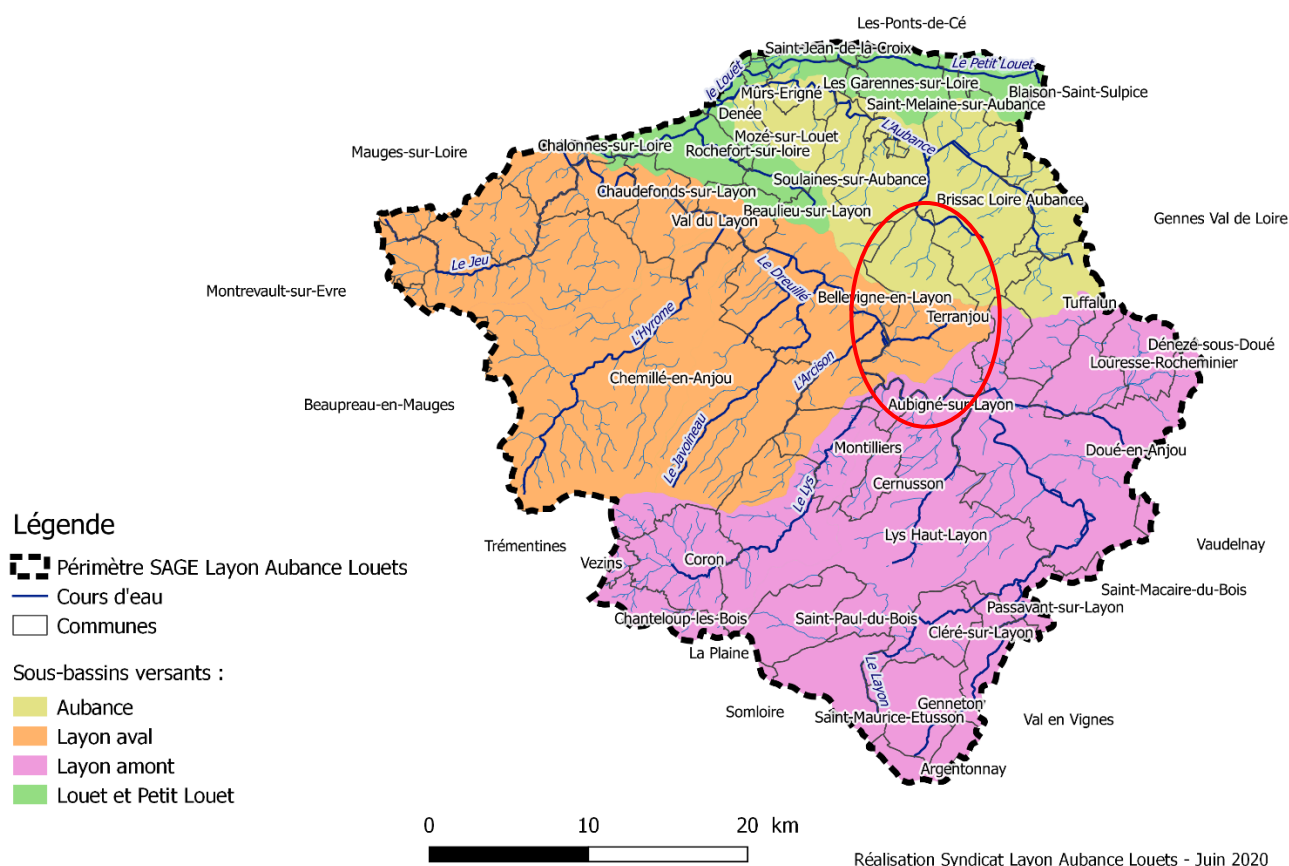 Les-Ponts-de-Cé
Saint-Jean-de-la-Croix
Le Petit Louet
le Louët
Les Garennes-sur-Loire
Mûrs-Erigné
Blaison-Saint-Sulpice
Saint-Melaine-sur-Aubance
Denée
L'Aubance
Mozé-sur-Louet
Chalonnes-sur-Loire
Rochefort-sur-loire
Mauges-sur-Loire
Soulaines-sur-Aubance
Chaudefonds-sur-Layon
Brissac Loire Aubance
Beaulieu-sur-Layon
Val du Layon
Gennes Val de Loire
Le Jeu
Le Dreuillé
Montrevault-sur-Evre
Bellevigne-en-Layon
Tuffalun
Terranjou
L'Hyrome
Dénezé-sous-Doué
Louresse-Rocheminier
L'Arcison
Chemillé-en-Anjou
Beaupreau-en-Mauges
Aubigné-sur-Layon
Montilliers
Doué-en-Anjou
Le Javoineau
Cernusson
Le Lys
Lys Haut-Layon
Trémentines
Vaudelnay
Vezins
Coron
Saint-Macaire-du-Bois
Passavant-sur-Layon
Chanteloup-les-Bois
Saint-Paul-du-Bois
Cléré-sur-Layon
La Plaine
Le Layon
Genneton
Somloire
Saint-Maurice-Etusson
Val en Vignes
Argentonnay
Légende
Périmètre SAGE Layon Aubance Louets
Cours d'eau
Communes
Sous-bassins versants :
Aubance
Layon aval
Layon amont
Louet et Petit Louet
0 10 20 km
Réalisation Syndicat Layon Aubance Louets - Juin 2020